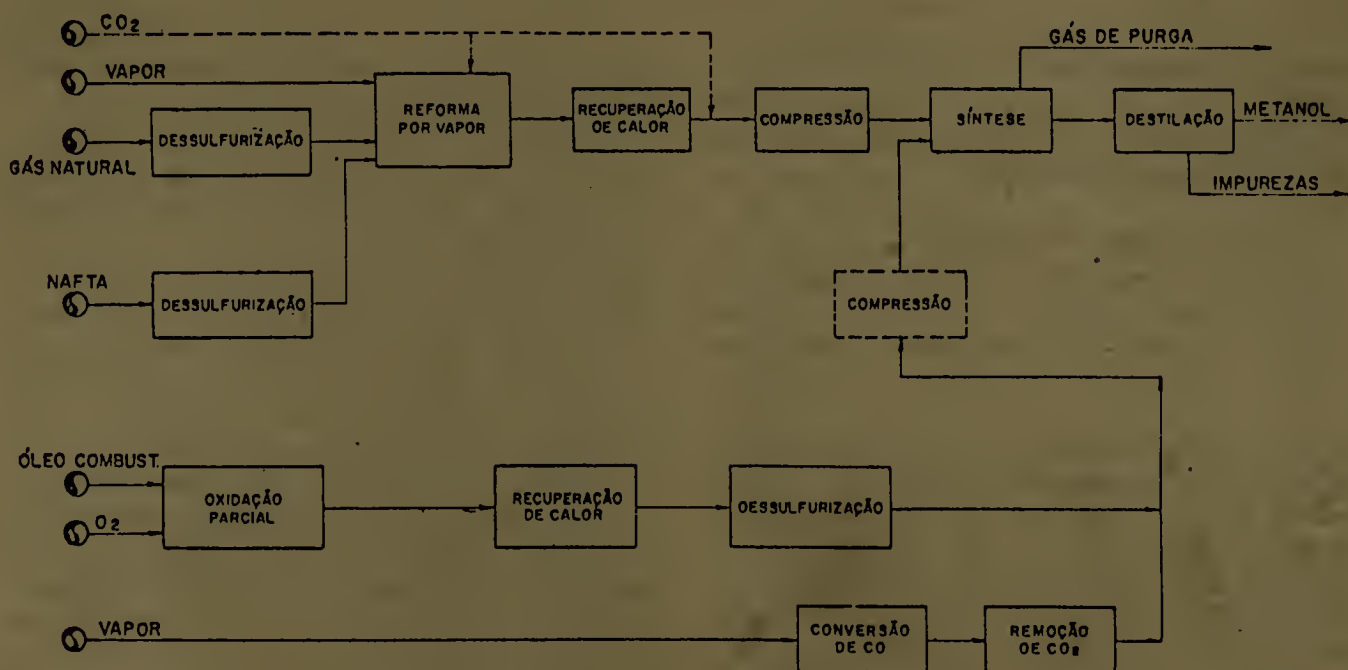 CO2
VAPOR
GÁS NATURAL
DESSULFURIZAÇÃO
REFORMA
POR VAPOR
RECUPERAÇÃO
DE CALOR
COMPRESSÃO
SÍNTESE
GÁS DE PURGA
DESTILAÇÃO
METANOL
IMPUREZAS
NAFTA
DESSULFURIZAÇÃO
COMPRESSÃO
ÓLEO COMBUST.
O2
OXIDAÇÃO
PARCIAL
RECUPERAÇÃO
DE CALOR
DESSULFURIZAÇÃO
VAPOR
CONVERSÃO
DE CO
REMOÇÃO
DE CO2